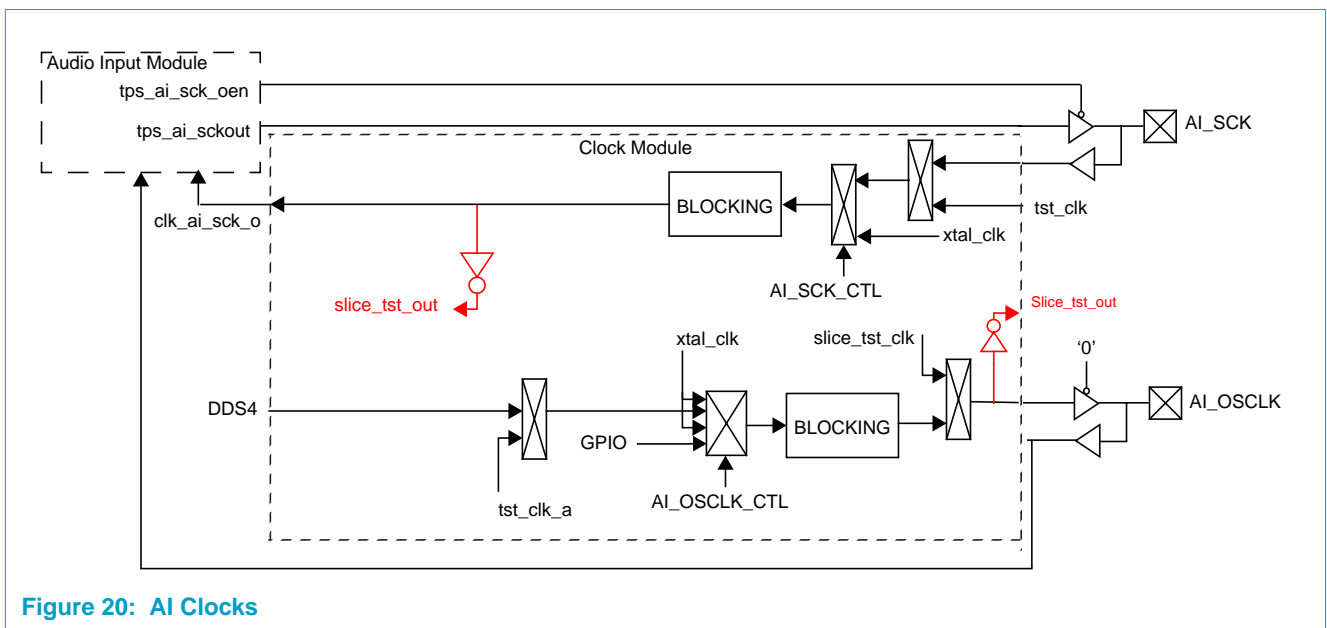 Audio Input Module
tps_ai_sck_oen
tps_ai_sckout
AI_SCK
Clock Module
BLOCKING
tst_clk
clk_ai_sck_o
xtal_clk
AI_SCK_CTL
slice_tst_out
Slice_tst_out
xtal_clk
slice_tst_clk
‘0’
DDS4
AI_OSCLK
BLOCKING
GPIO
tst_clk_a
AI_OSCLK_CTL
Figure 20: AI Clocks